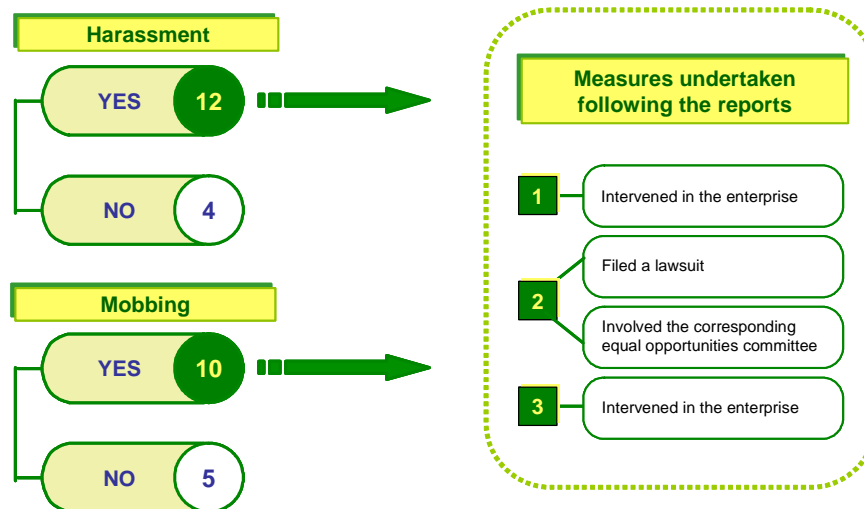 Harassment
YES
12
NO
4
Mobbing
YES
10
NO
5
Measures undertaken
following the reports
1
Intervened in the enterprise
2
Filed a lawsuit
Involved the corresponding
equal opportunities committee
3
Intervened in the enterprise